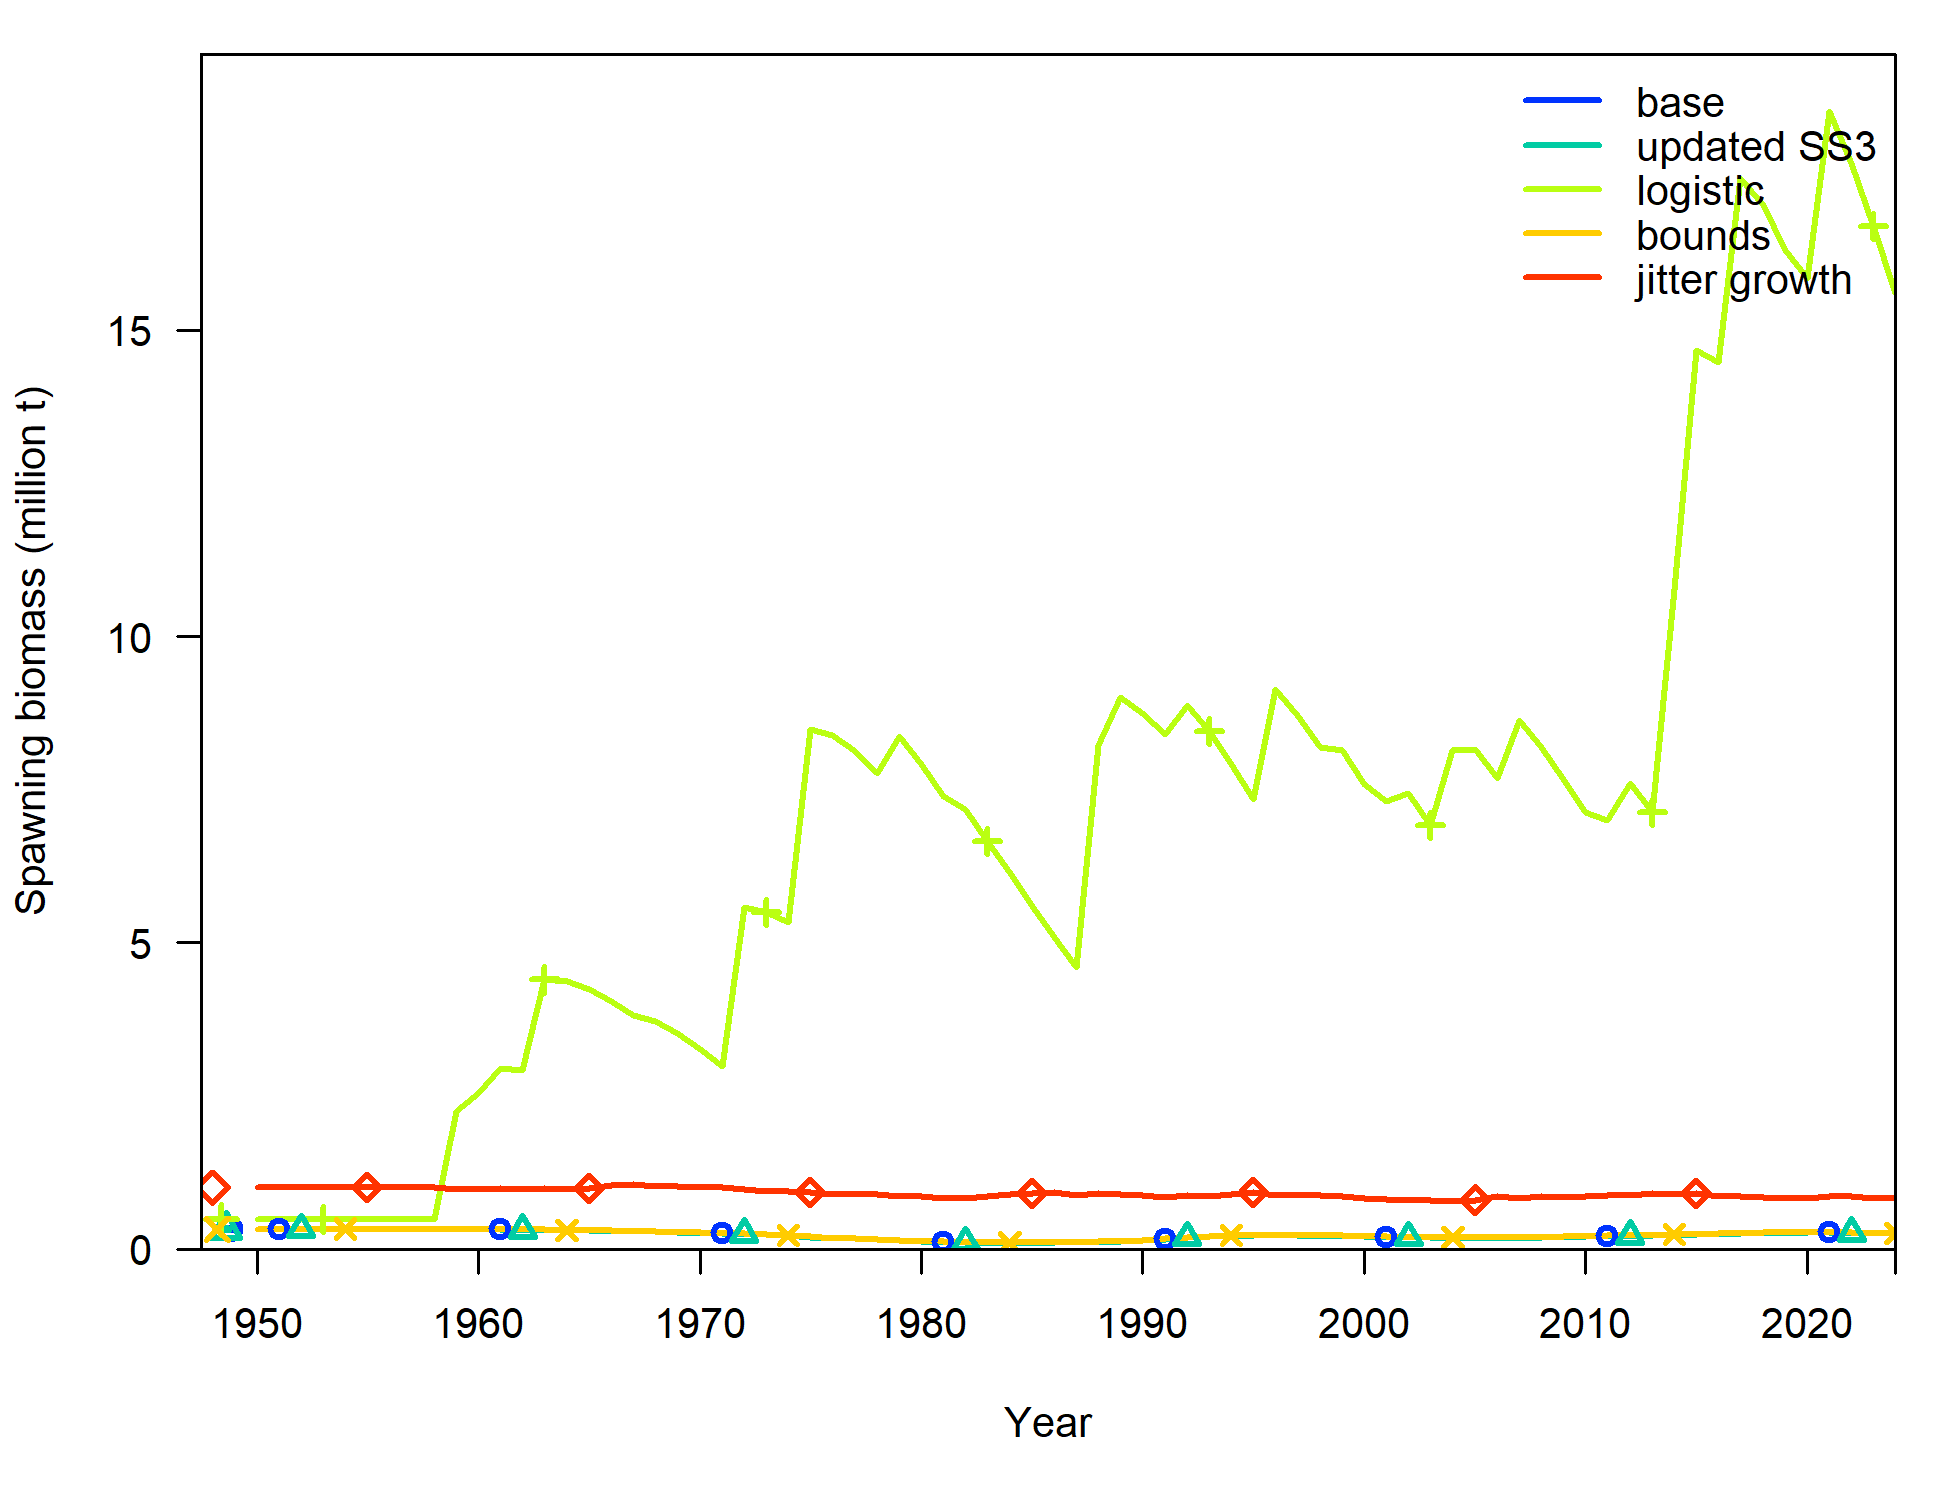 base
updated SS3
logistic
bounds
jitter growth
15
10
5
0
Spawning biomass (million t)
1950 1960 1970 1980 1990 2000 2010 2020
Year